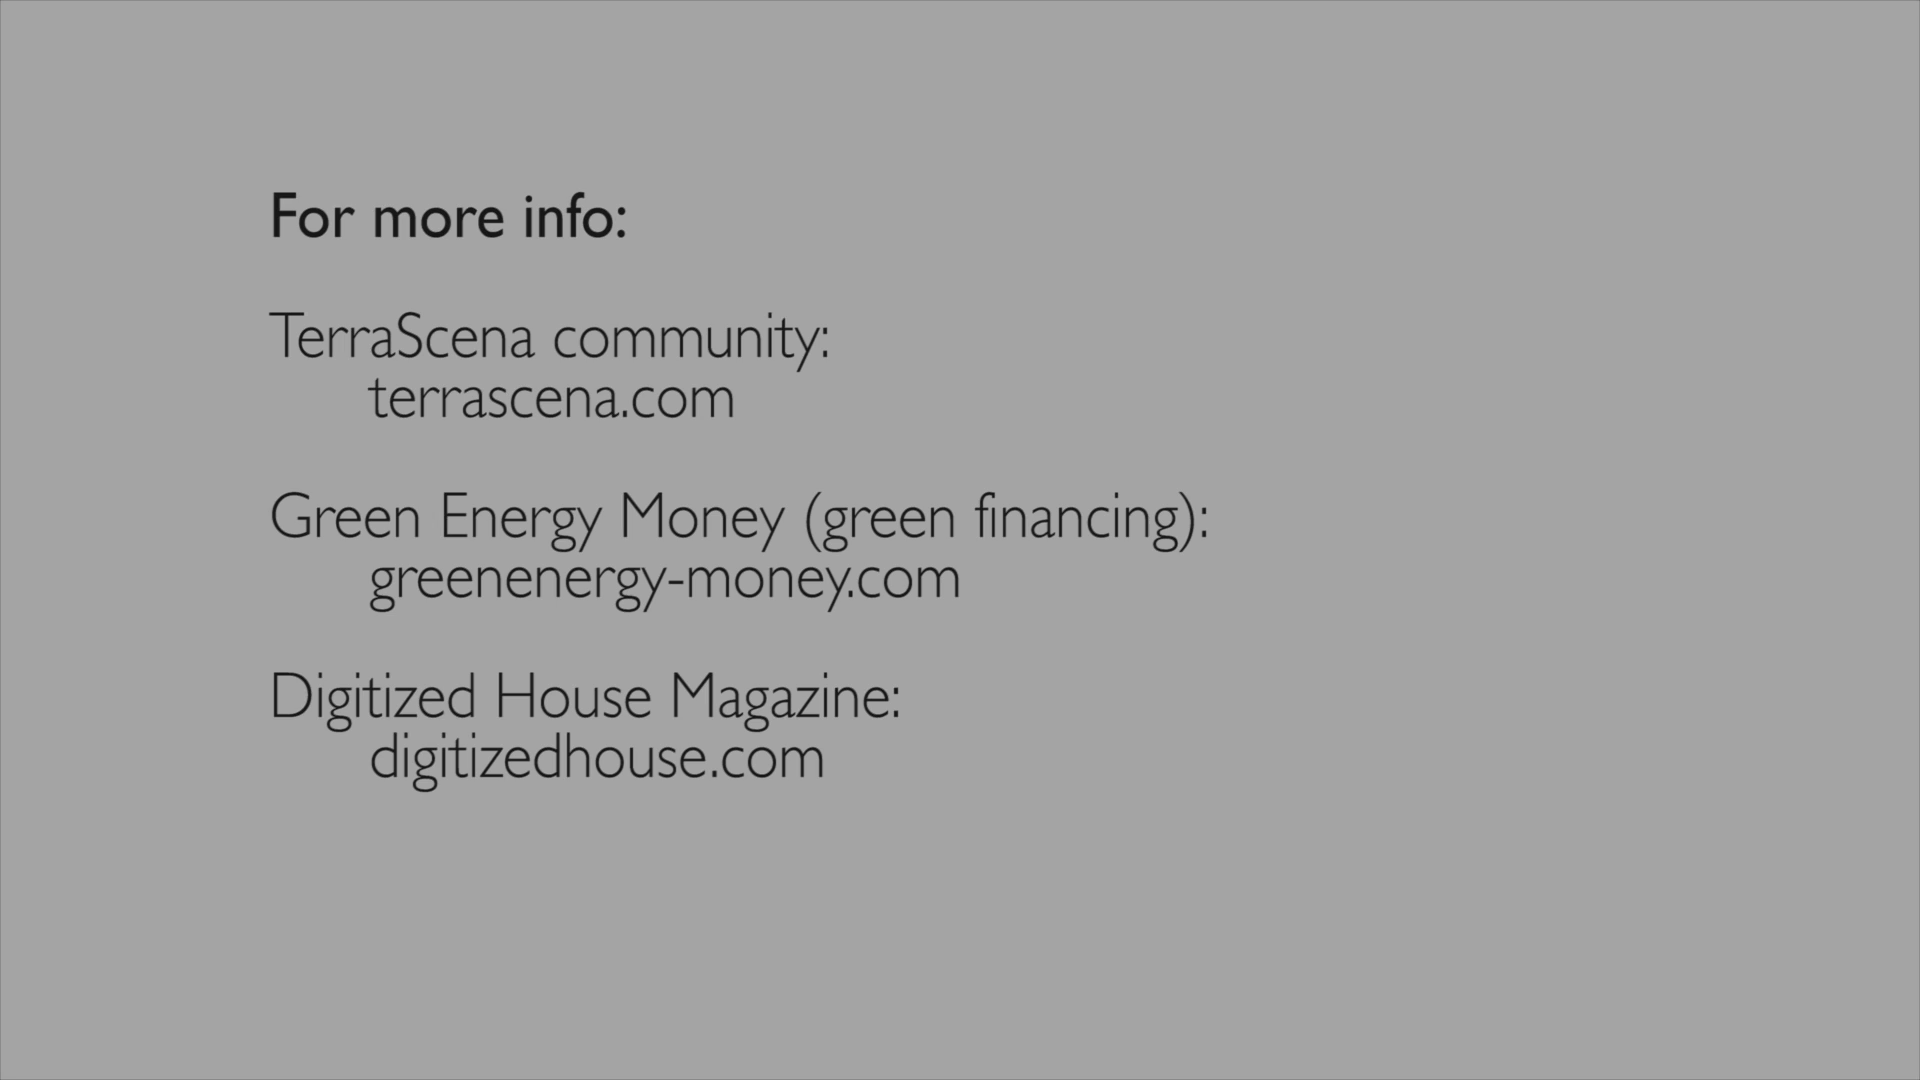 For more info:
TerraScena community:
terrascena.com
Green Energy Money (green financing):
greenenergy-money.com
Digitized House Magazine:
digitizedhouse.com